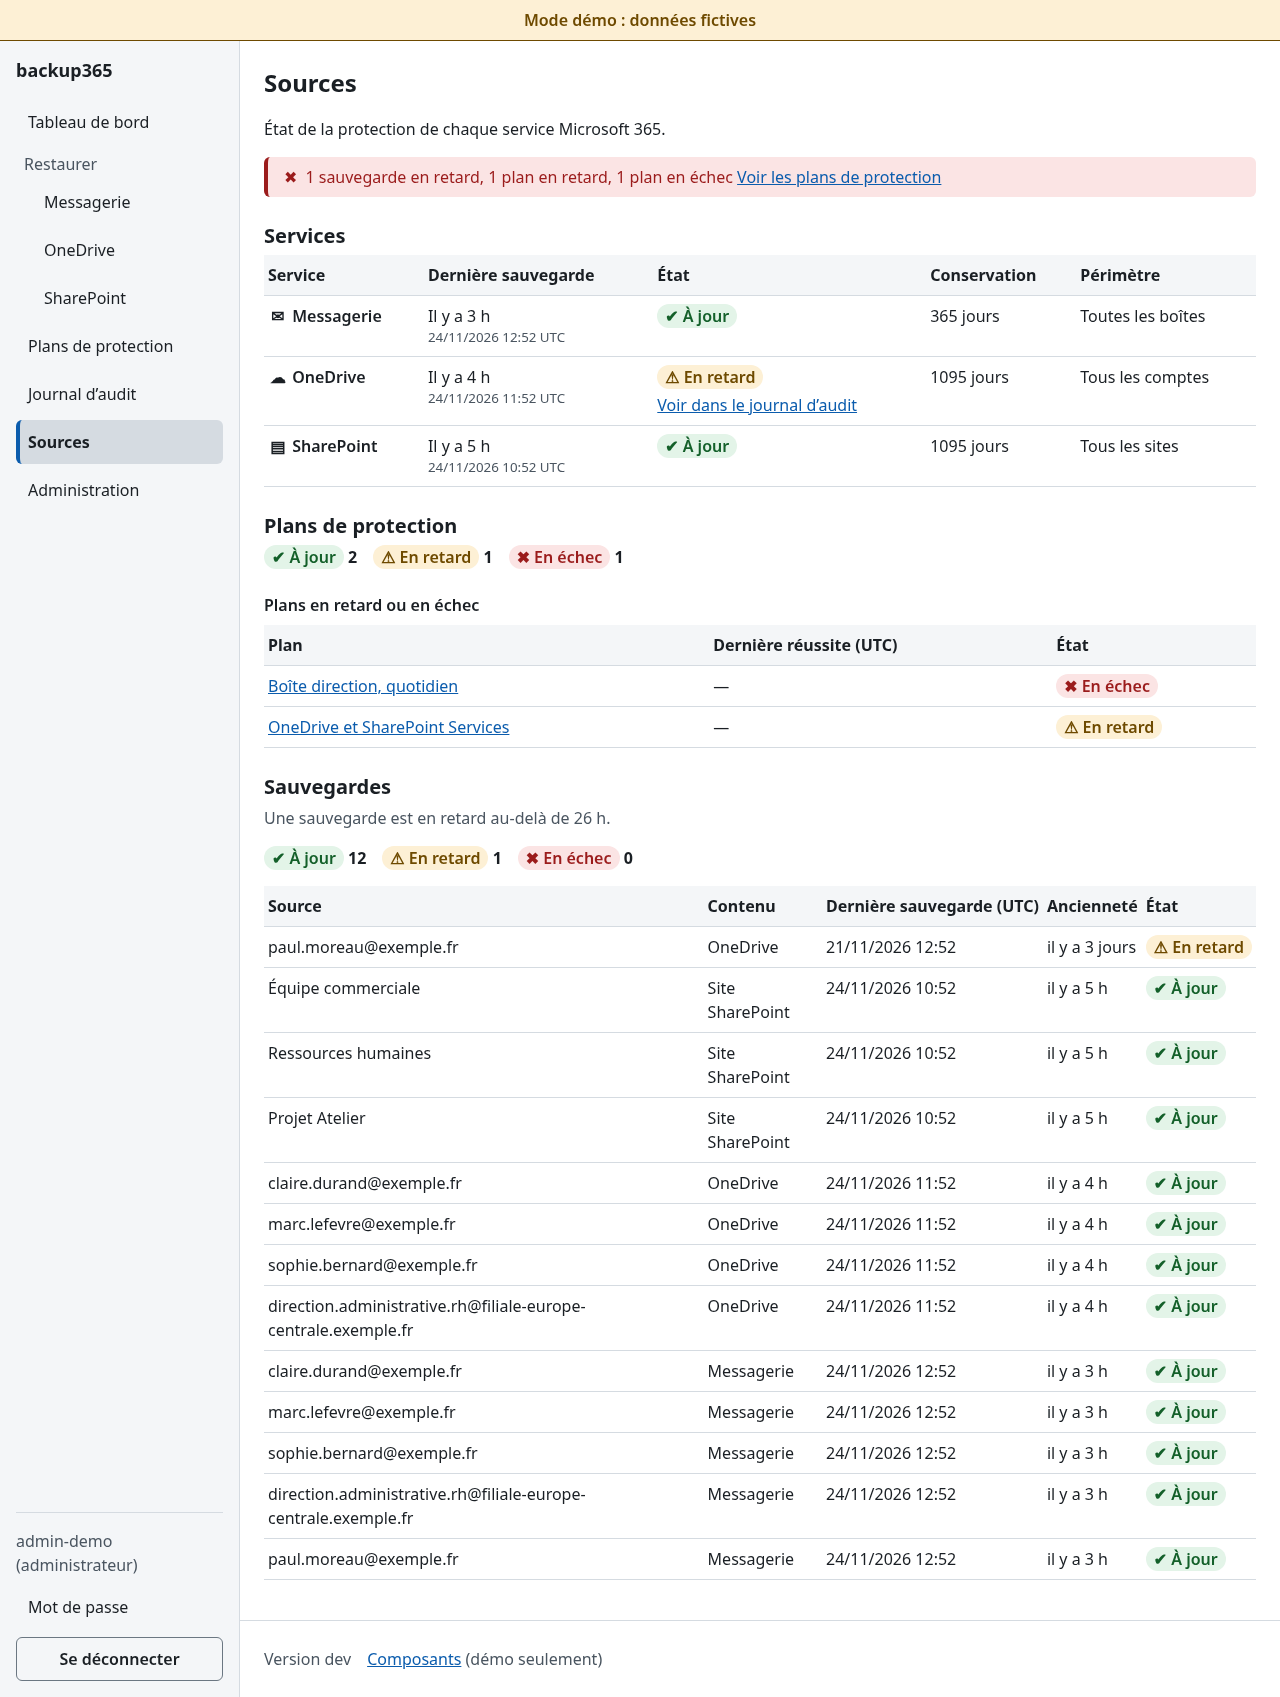 Mode démo : données fictives
backup365
Tableau de bord
Restaurer
Messagerie
OneDrive
SharePoint
Plans de protection
Journal d’audit
Sources
Administration
admin-demo
(administrateur)
Mot de passe
Se déconnecter
Sources
État de la protection de chaque service Microsoft 365.
✖ 1 sauvegarde en retard, 1 plan en retard, 1 plan en échec Voir les plans de protection
Services
Service Dernière sauvegarde État Conservation Périmètre
✉ Messagerie Il y a 3 h ✔ À jour 365 jours Toutes les boîtes
24/11/2026 12:52 UTC
☁ OneDrive Il y a 4 h ⚠ En retard 1095 jours Tous les comptes
24/11/2026 11:52 UTC Voir dans le journal d’audit
▤ SharePoint Il y a 5 h ✔ À jour 1095 jours Tous les sites
24/11/2026 10:52 UTC
Plans de protection
✔ À jour 2 ⚠ En retard 1 ✖ En échec 1
Plans en retard ou en échec
Plan Dernière réussite (UTC) État
Boîte direction, quotidien — ✖ En échec
OneDrive et SharePoint Services — ⚠ En retard
Sauvegardes
Une sauvegarde est en retard au-delà de 26 h.
✔ À jour 12 ⚠ En retard 1 ✖ En échec 0
Source Contenu Dernière sauvegarde (UTC) Ancienneté État
paul.moreau@exemple.fr OneDrive 21/11/2026 12:52 il y a 3 jours ⚠ En retard
Équipe commerciale Site 24/11/2026 10:52 il y a 5 h ✔ À jour
SharePoint
Ressources humaines Site 24/11/2026 10:52 il y a 5 h ✔ À jour
SharePoint
Projet Atelier Site 24/11/2026 10:52 il y a 5 h ✔ À jour
SharePoint
claire.durand@exemple.fr OneDrive 24/11/2026 11:52 il y a 4 h ✔ À jour
marc.lefevre@exemple.fr OneDrive 24/11/2026 11:52 il y a 4 h ✔ À jour
sophie.bernard@exemple.fr OneDrive 24/11/2026 11:52 il y a 4 h ✔ À jour
direction.administrative.rh@filiale-europe- OneDrive 24/11/2026 11:52 il y a 4 h ✔ À jour
centrale.exemple.fr
claire.durand@exemple.fr Messagerie 24/11/2026 12:52 il y a 3 h ✔ À jour
marc.lefevre@exemple.fr Messagerie 24/11/2026 12:52 il y a 3 h ✔ À jour
sophie.bernard@exemple.fr Messagerie 24/11/2026 12:52 il y a 3 h ✔ À jour
direction.administrative.rh@filiale-europe- Messagerie 24/11/2026 12:52 il y a 3 h ✔ À jour
centrale.exemple.fr
paul.moreau@exemple.fr Messagerie 24/11/2026 12:52 il y a 3 h ✔ À jour
Version dev Composants (démo seulement)